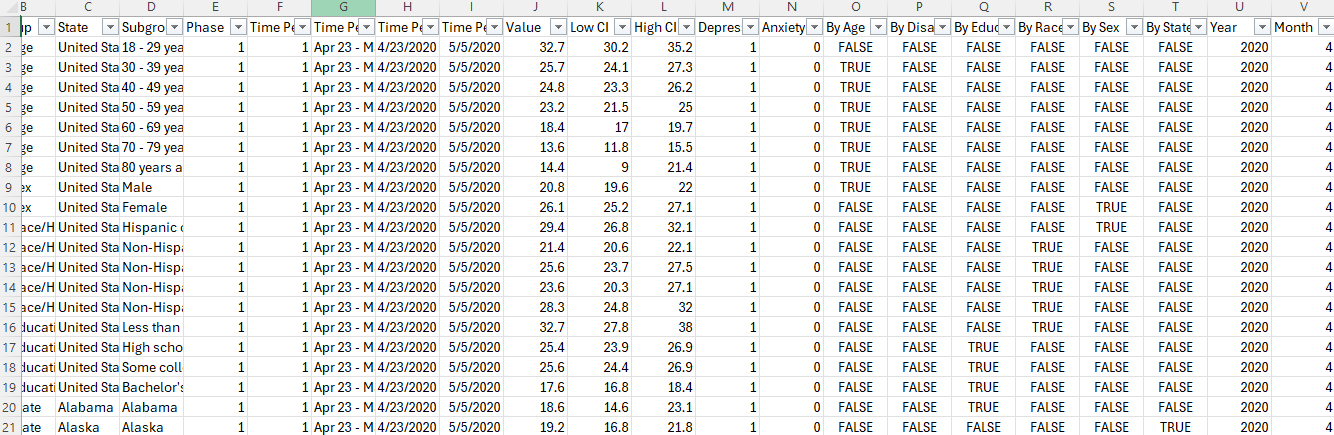 B C D E F G H I J K L M N O P Q R S T U V
1 up State Subgro Phase Time Pe Time Pe Time Pe Time Pe Value Low CI High CI Depres Anxiety By Age By Disa By Educ By Race By Sex By State Year Month
2 ge United Sta 18 - 29 yea 1 1 Apr 23 - M 4/23/2020 5/5/2020 32.7 30.2 35.2 1 0 FALSE FALSE FALSE FALSE FALSE FALSE 2020 4
3 ge United Sta 30 - 39 yea 1 1 Apr 23 - M 4/23/2020 5/5/2020 25.7 24.1 27.3 1 0 TRUE FALSE FALSE FALSE FALSE FALSE 2020 4
4 ge United Sta 40 - 49 yea 1 1 Apr 23 - M 4/23/2020 5/5/2020 24.8 23.3 26.2 1 0 TRUE FALSE FALSE FALSE FALSE FALSE 2020 4
5 ge United Sta 50 - 59 yea 1 1 Apr 23 - M 4/23/2020 5/5/2020 23.2 21.5 25 1 0 TRUE FALSE FALSE FALSE FALSE FALSE 2020 4
6 ge United Sta 60 - 69 yea 1 1 Apr 23 - M 4/23/2020 5/5/2020 18.4 17 19.7 1 0 TRUE FALSE FALSE FALSE FALSE FALSE 2020 4
7 ge United Sta 70 - 79 yea 1 1 Apr 23 - M 4/23/2020 5/5/2020 13.6 11.8 15.5 1 0 TRUE FALSE FALSE FALSE FALSE FALSE 2020 4
8 ge United Sta 80 years a 1 1 Apr 23 - M 4/23/2020 5/5/2020 14.4 9 21.4 1 0 TRUE FALSE FALSE FALSE FALSE FALSE 2020 4
9 ex United Sta Male 1 1 Apr 23 - M 4/23/2020 5/5/2020 20.8 19.6 22 1 0 TRUE FALSE FALSE FALSE FALSE FALSE 2020 4
10 ex United Sta Female 1 1 Apr 23 - M 4/23/2020 5/5/2020 26.1 25.2 27.1 1 0 FALSE FALSE FALSE FALSE TRUE FALSE 2020 4
11 ace/H United Sta Hispanic o 1 1 Apr 23 - M 4/23/2020 5/5/2020 29.4 26.8 32.1 1 0 FALSE FALSE FALSE FALSE TRUE FALSE 2020 4
12 ace/H United Sta Non-Hispa 1 1 Apr 23 - M 4/23/2020 5/5/2020 21.4 20.6 22.1 1 0 FALSE FALSE FALSE TRUE FALSE FALSE 2020 4
13 ace/H United Sta Non-Hispa 1 1 Apr 23 - M 4/23/2020 5/5/2020 25.6 23.7 27.5 1 0 FALSE FALSE FALSE TRUE FALSE FALSE 2020 4
14 ace/H United Sta Non-Hispa 1 1 Apr 23 - M 4/23/2020 5/5/2020 23.6 20.3 27.1 1 0 FALSE FALSE FALSE TRUE FALSE FALSE 2020 4
15 ace/H United Sta Non-Hispa 1 1 Apr 23 - M 4/23/2020 5/5/2020 28.3 24.8 32 1 0 FALSE FALSE FALSE TRUE FALSE FALSE 2020 4
16 ducati United Sta Less than 1 1 Apr 23 - M 4/23/2020 5/5/2020 32.7 27.8 38 1 0 FALSE FALSE FALSE TRUE FALSE FALSE 2020 4
17 ducati United Sta High scho 1 1 Apr 23 - M 4/23/2020 5/5/2020 25.4 23.9 26.9 1 0 FALSE FALSE TRUE FALSE FALSE FALSE 2020 4
18 ducati United Sta Some coll 1 1 Apr 23 - M 4/23/2020 5/5/2020 25.6 24.4 26.9 1 0 FALSE FALSE TRUE FALSE FALSE FALSE 2020 4
19 ducati United Sta Bachelor's 1 1 Apr 23 - M 4/23/2020 5/5/2020 17.6 16.8 18.4 1 0 FALSE FALSE TRUE FALSE FALSE FALSE 2020 4
20 ate Alabama Alabama 1 1 Apr 23 - M 4/23/2020 5/5/2020 18.6 14.6 23.1 1 0 FALSE FALSE TRUE FALSE FALSE FALSE 2020 4
21 ate Alaska Alaska 1 1 Apr 23 - M 4/23/2020 5/5/2020 19.2 16.8 21.8 1 0 FALSE FALSE FALSE FALSE FALSE TRUE 2020 4